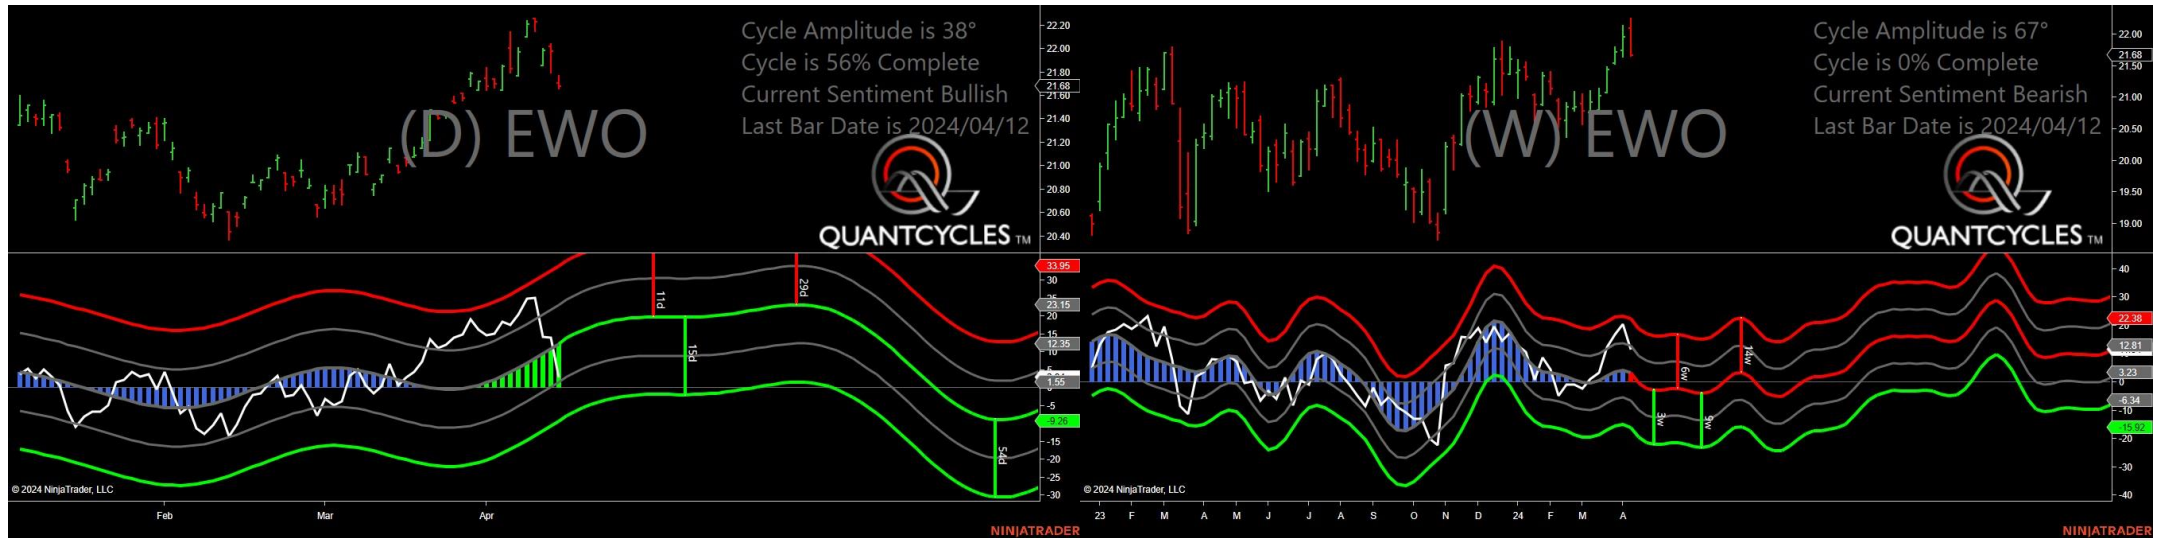 Cycle Amplitude is 38°
Cycle is 56% Complete
Current Sentiment Bullish
Last Bar Date is 2024/04/12
(D) EWO
QUANTCYCLES TM
22.20
22.00
21.80
21.68
21.60
21.40
21.20
21.00
20.80
20.60
20.40
33.95
30
23.15
20
15
12.35
1.55
-5
-9.26
-15
-20
-25
-30
11d
15d
29d
54d
© 2024 NinjaTrader, LLC
Feb
Mar
Apr
NINJATRADER
Cycle Amplitude is 67°
Cycle is 0% Complete
Current Sentiment Bearish
Last Bar Date is 2024/04/12
(W) EWO
QUANTCYCLES TM
22.00
21.68
21.50
21.00
20.50
20.00
19.50
19.00
40
30
22.38
12.81
3.23
0
-6.34
-10
-15.92
-20
-30
-40
3w
6w
9w
14w
© 2024 NinjaTrader, LLC
23
F
M
A
M
J
J
A
S
O
N
D
24
F
M
A
NINJATRADER